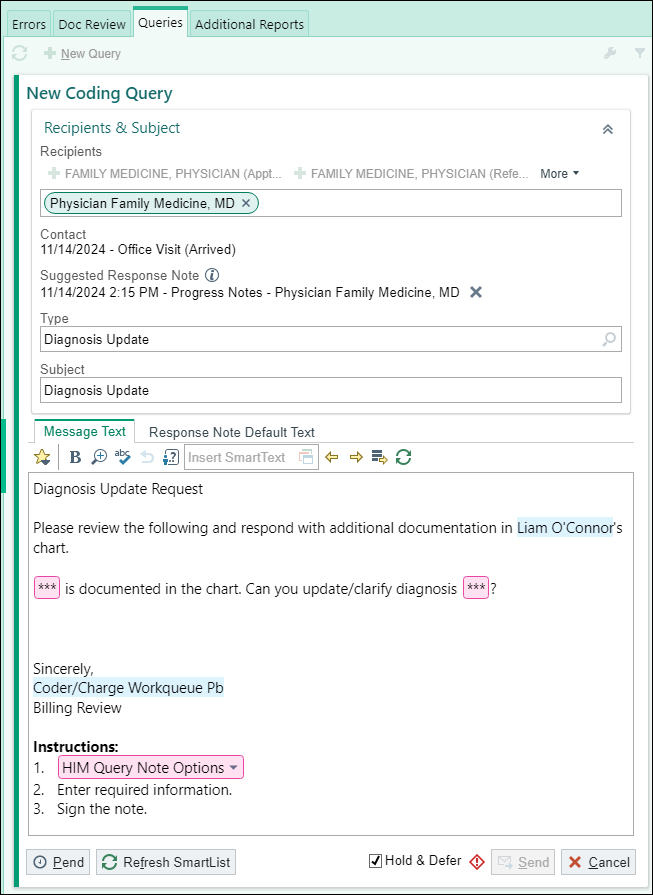 Errors Doc Review Queries Additional Reports
New Query
New Coding Query
Recipients & Subject
Recipients
FAMILY MEDICINE, PHYSICIAN (Appt... FAMILY MEDICINE, PHYSICIAN (Refe... More
Physician Family Medicine, MD
Contact
11/14/2024 - Office Visit (Arrived)
Suggested Response Note
11/14/2024 2:15 PM - Progress Notes - Physician Family Medicine, MD
Type
Diagnosis Update
Subject
Diagnosis Update
Message Text Response Note Default Text
B abc Insert SmartText
Diagnosis Update Request
Please review the following and respond with additional documentation in Liam O'Connor's
chart.
*** is documented in the chart. Can you update/clarify diagnosis ***?
Sincerely,
Coder/Charge Workqueue Pb
Billing Review
Instructions:
1. HIM Query Note Options
2. Enter required information.
3. Sign the note.
Pend Refresh SmartList Hold & Defer Send Cancel